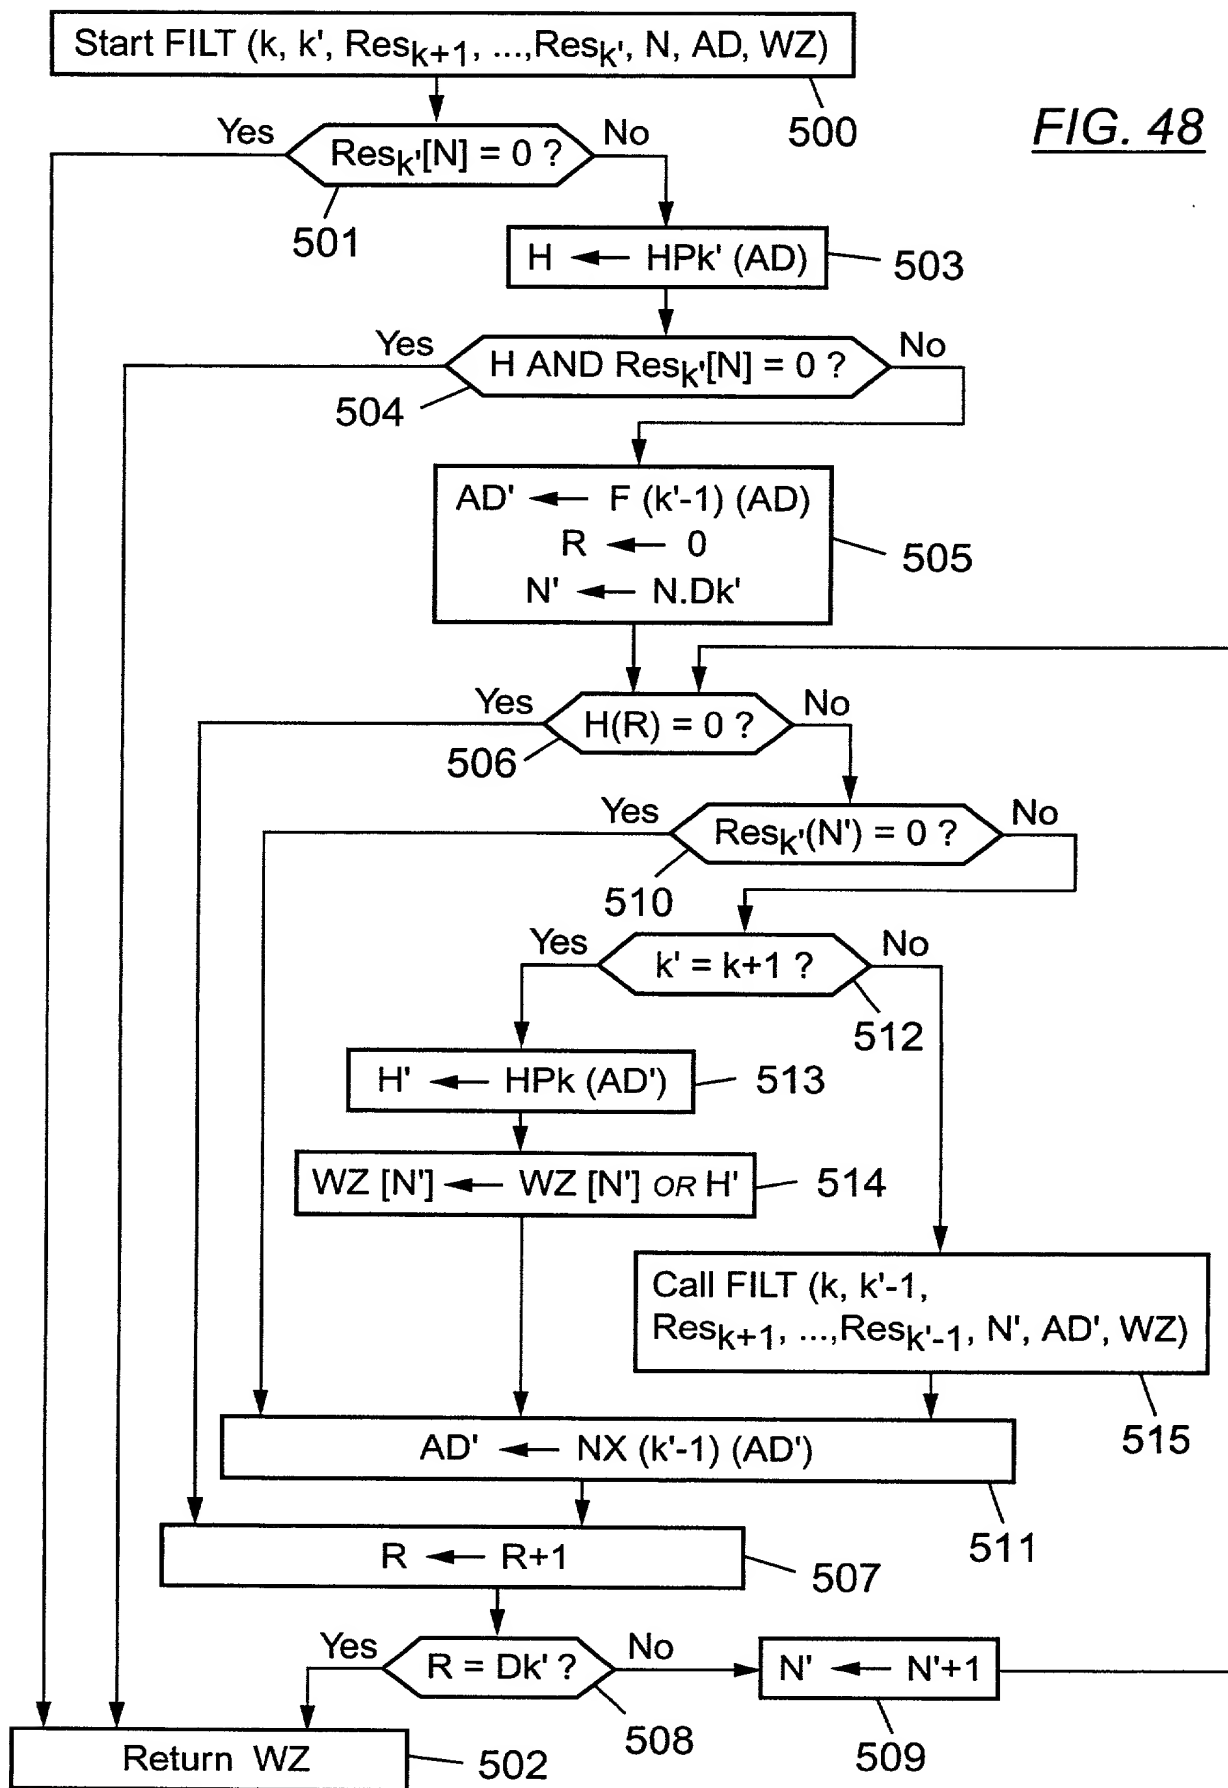 Start FILT (k, k', Resk+1, ...,Resk', N, AD, WZ)
500
FIG. 48
Yes
Resk'[N] = 0 ?
No
501
H ← HPk' (AD)
503
Yes
H AND Resk'[N] = 0 ?
No
504
AD' ← F (k'-1) (AD)
R ← 0
N' ← N.Dk'
505
Yes
H(R) = 0 ?
No
506
Yes
Resk'(N') = 0 ?
No
510
Yes
k' = k+1 ?
No
512
H' ← HPk (AD')
513
WZ [N'] ← WZ [N'] OR H'
514
Call FILT (k, k'-1,
Resk+1, ...,Resk'-1, N', AD', WZ)
515
AD' ← NX (k'-1) (AD')
511
R ← R+1
507
Yes
R = Dk' ?
No
508
N' ← N'+1
509
Return WZ
502